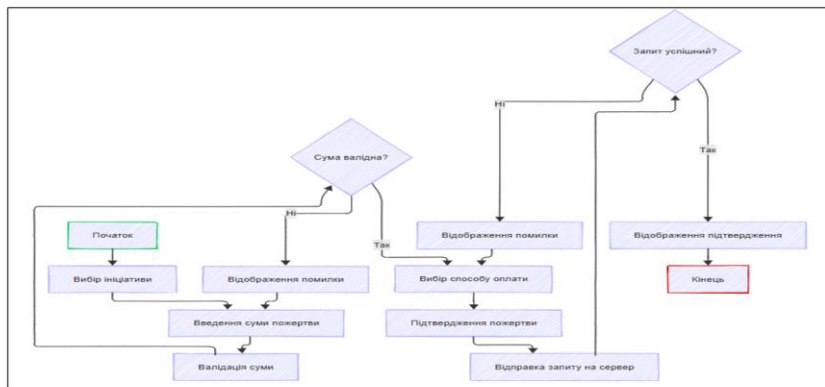 Запит успішний?
Ні
Сума валідна?
Так
Ні
Початок
Відображення помилки
Відображення підтвердження
Так
Вибір ініціативи
Відображення помилки
Вибір способу оплати
Кінець
Введення суми пожертви
Підтвердження пожертви
Валідація суми
Відправка запиту на сервер